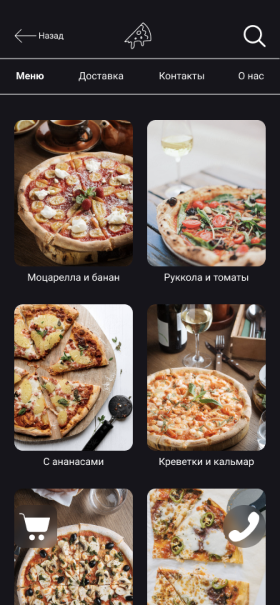 Назад
Меню Доставка Контакты О нас
Моцарелла и банан Руккола и томаты
С ананасами Креветки и кальмар